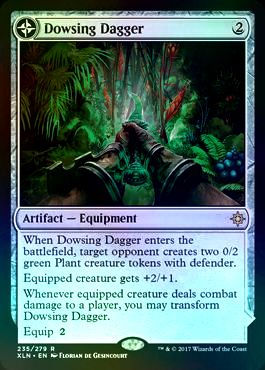 Dowsing Dagger 2
Artifact — Equipment
When Dowsing Dagger enters the
battlefield, target opponent creates two 0/2
green Plant creature tokens with defender.
Equipped creature gets +2/+1.
Whenever equipped creature deals combat
damage to a player, you may transform
Dowsing Dagger.
Equip 2
235/279 R
XLN • EN FLORIAN DE GESINCOURT
™ & © 2017 Wizards of the Coast